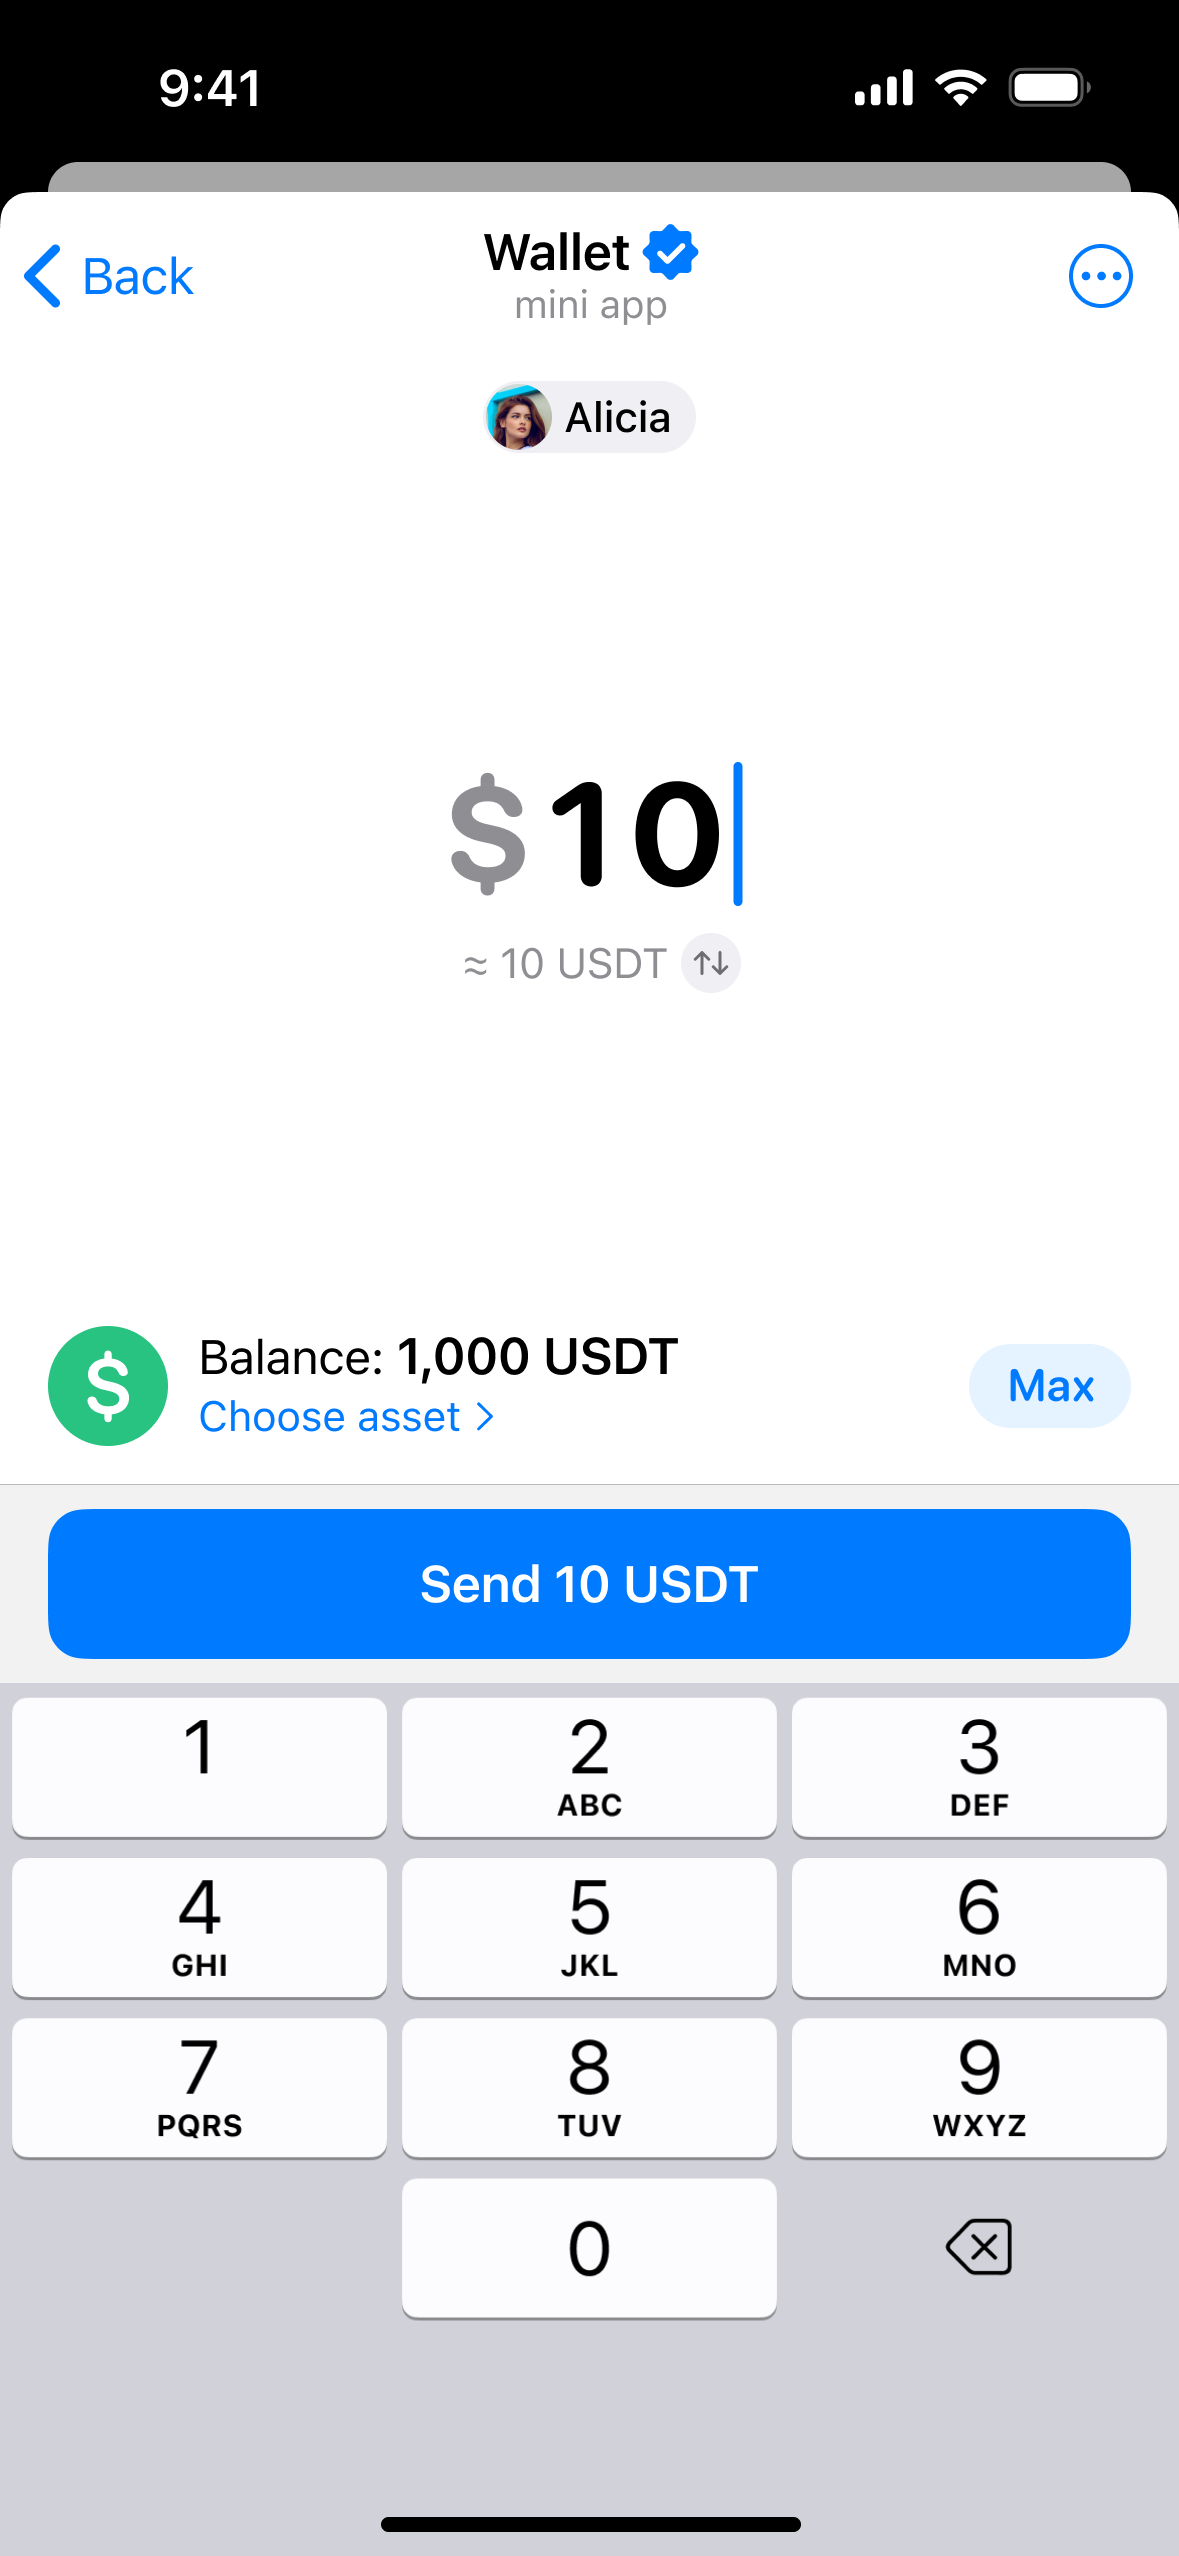 9:41
Back
Wallet
mini app
Alicia
$10
≈ 10 USDT
Balance: 1,000 USDT
Choose asset >
Max
Send 10 USDT
1
2
ABC
3
DEF
4
GHI
5
JKL
6
MNO
7
PQRS
8
TUV
9
WXYZ
0